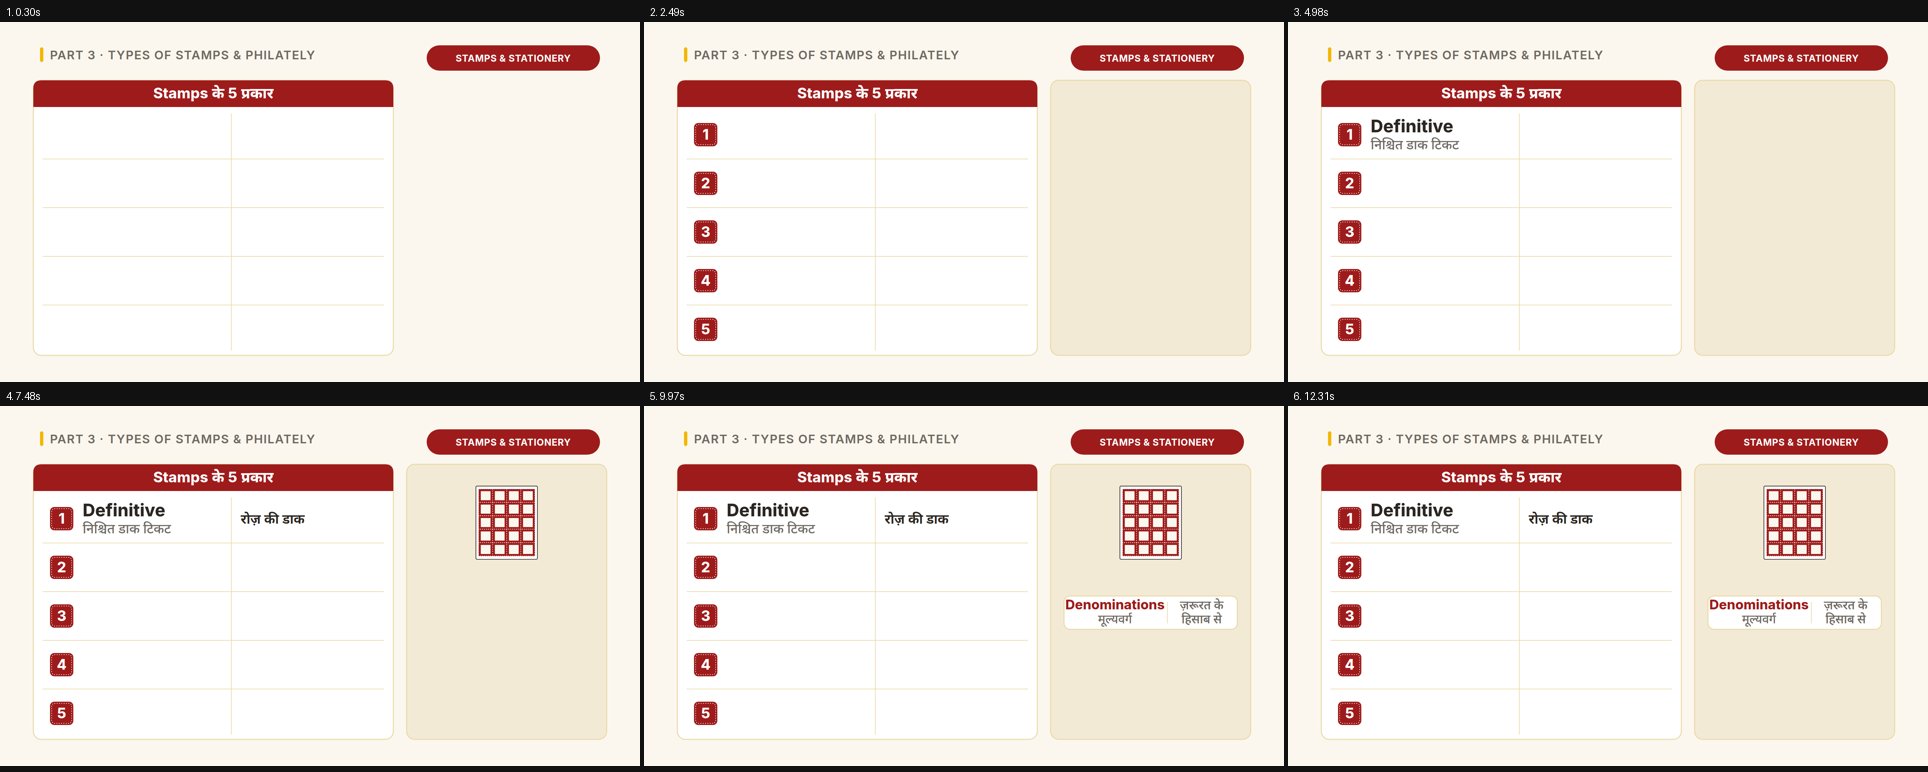 1. 0.30s
PART 3 · TYPES OF STAMPS & PHILATELY
STAMPS & STATIONERY
Stamps के 5 प्रकार
2. 2.49s
PART 3 · TYPES OF STAMPS & PHILATELY
STAMPS & STATIONERY
Stamps के 5 प्रकार
1
2
3
4
5
3. 4.98s
PART 3 · TYPES OF STAMPS & PHILATELY
STAMPS & STATIONERY
Stamps के 5 प्रकार
1 Definitive
निश्चित डाक टिकट
2
3
4
5
4. 7.48s
PART 3 · TYPES OF STAMPS & PHILATELY
STAMPS & STATIONERY
Stamps के 5 प्रकार
1 Definitive
निश्चित डाक टिकट
रोज़ की डाक
2
3
4
5
5. 9.97s
PART 3 · TYPES OF STAMPS & PHILATELY
STAMPS & STATIONERY
Stamps के 5 प्रकार
1 Definitive
निश्चित डाक टिकट
रोज़ की डाक
2
3
4
5
Denominations
मूल्यवर्ग
ज़रूरत के
हिसाब से
6. 12.31s
PART 3 · TYPES OF STAMPS & PHILATELY
STAMPS & STATIONERY
Stamps के 5 प्रकार
1 Definitive
निश्चित डाक टिकट
रोज़ की डाक
2
3
4
5
Denominations
मूल्यवर्ग
ज़रूरत के
हिसाब से